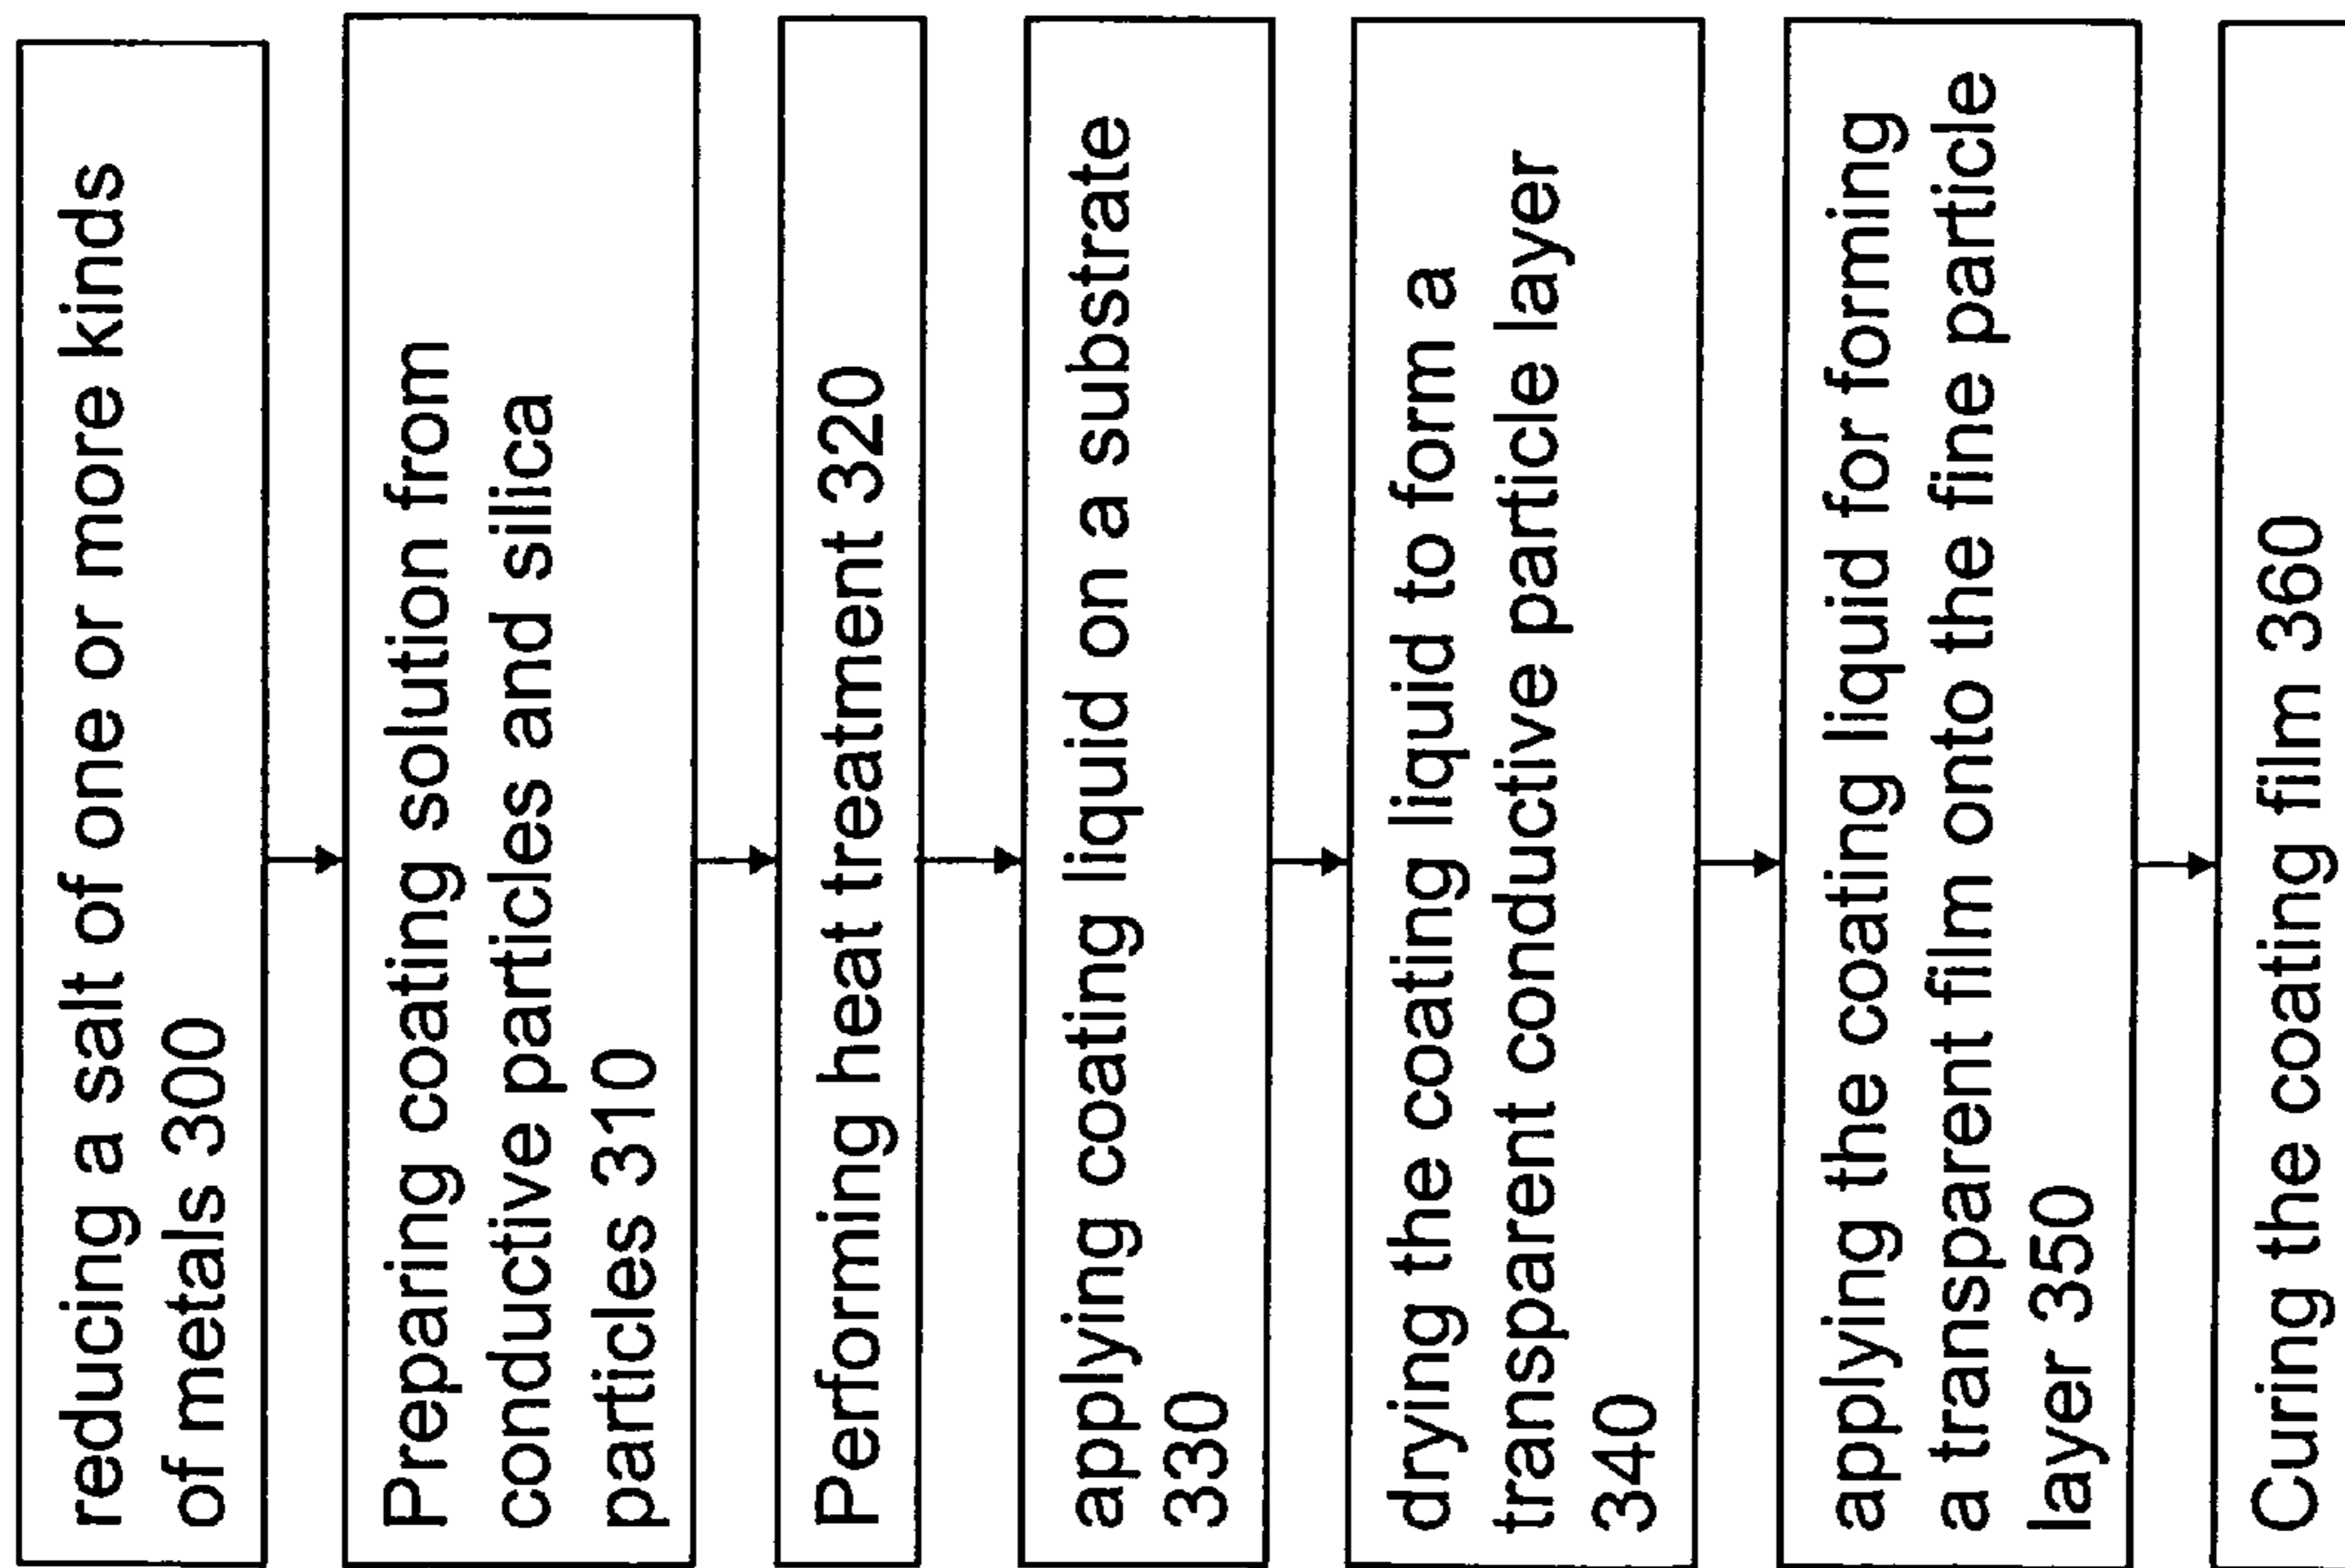 reducing a salt of one or more kinds
of metals 300
Preparing coating solution from
conductive particles and silica
particles 310
Performing heat treatment 320
applying coating liquid on a substrate
330
drying the coating liquid to form a
transparent conductive particle layer
340
applying the coating liquid for forming
a transparent film onto the fine particle
layer 350
Curing the coating film 360